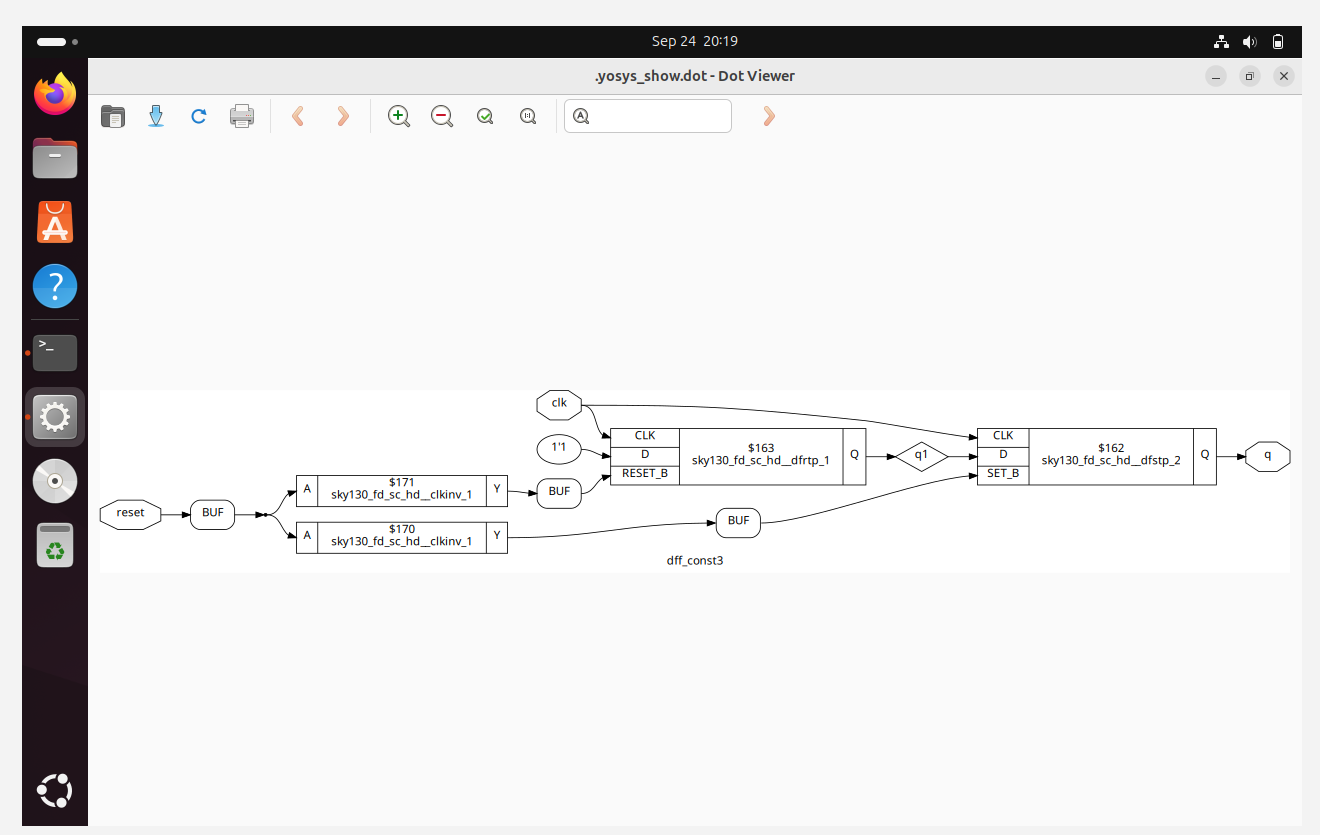 Sep 24 20:19
.yosys_show.dot - Dot Viewer
clk
1'1
CLK
D
RESET_B
$163
sky130_fd_sc_hd__dfrtp_1
Q
q1
CLK
D
SET_B
$162
sky130_fd_sc_hd__dfstp_2
Q
q
reset
BUF
A
$171
sky130_fd_sc_hd__clkinv_1
Y
BUF
A
$170
sky130_fd_sc_hd__clkinv_1
Y
BUF
dff_const3